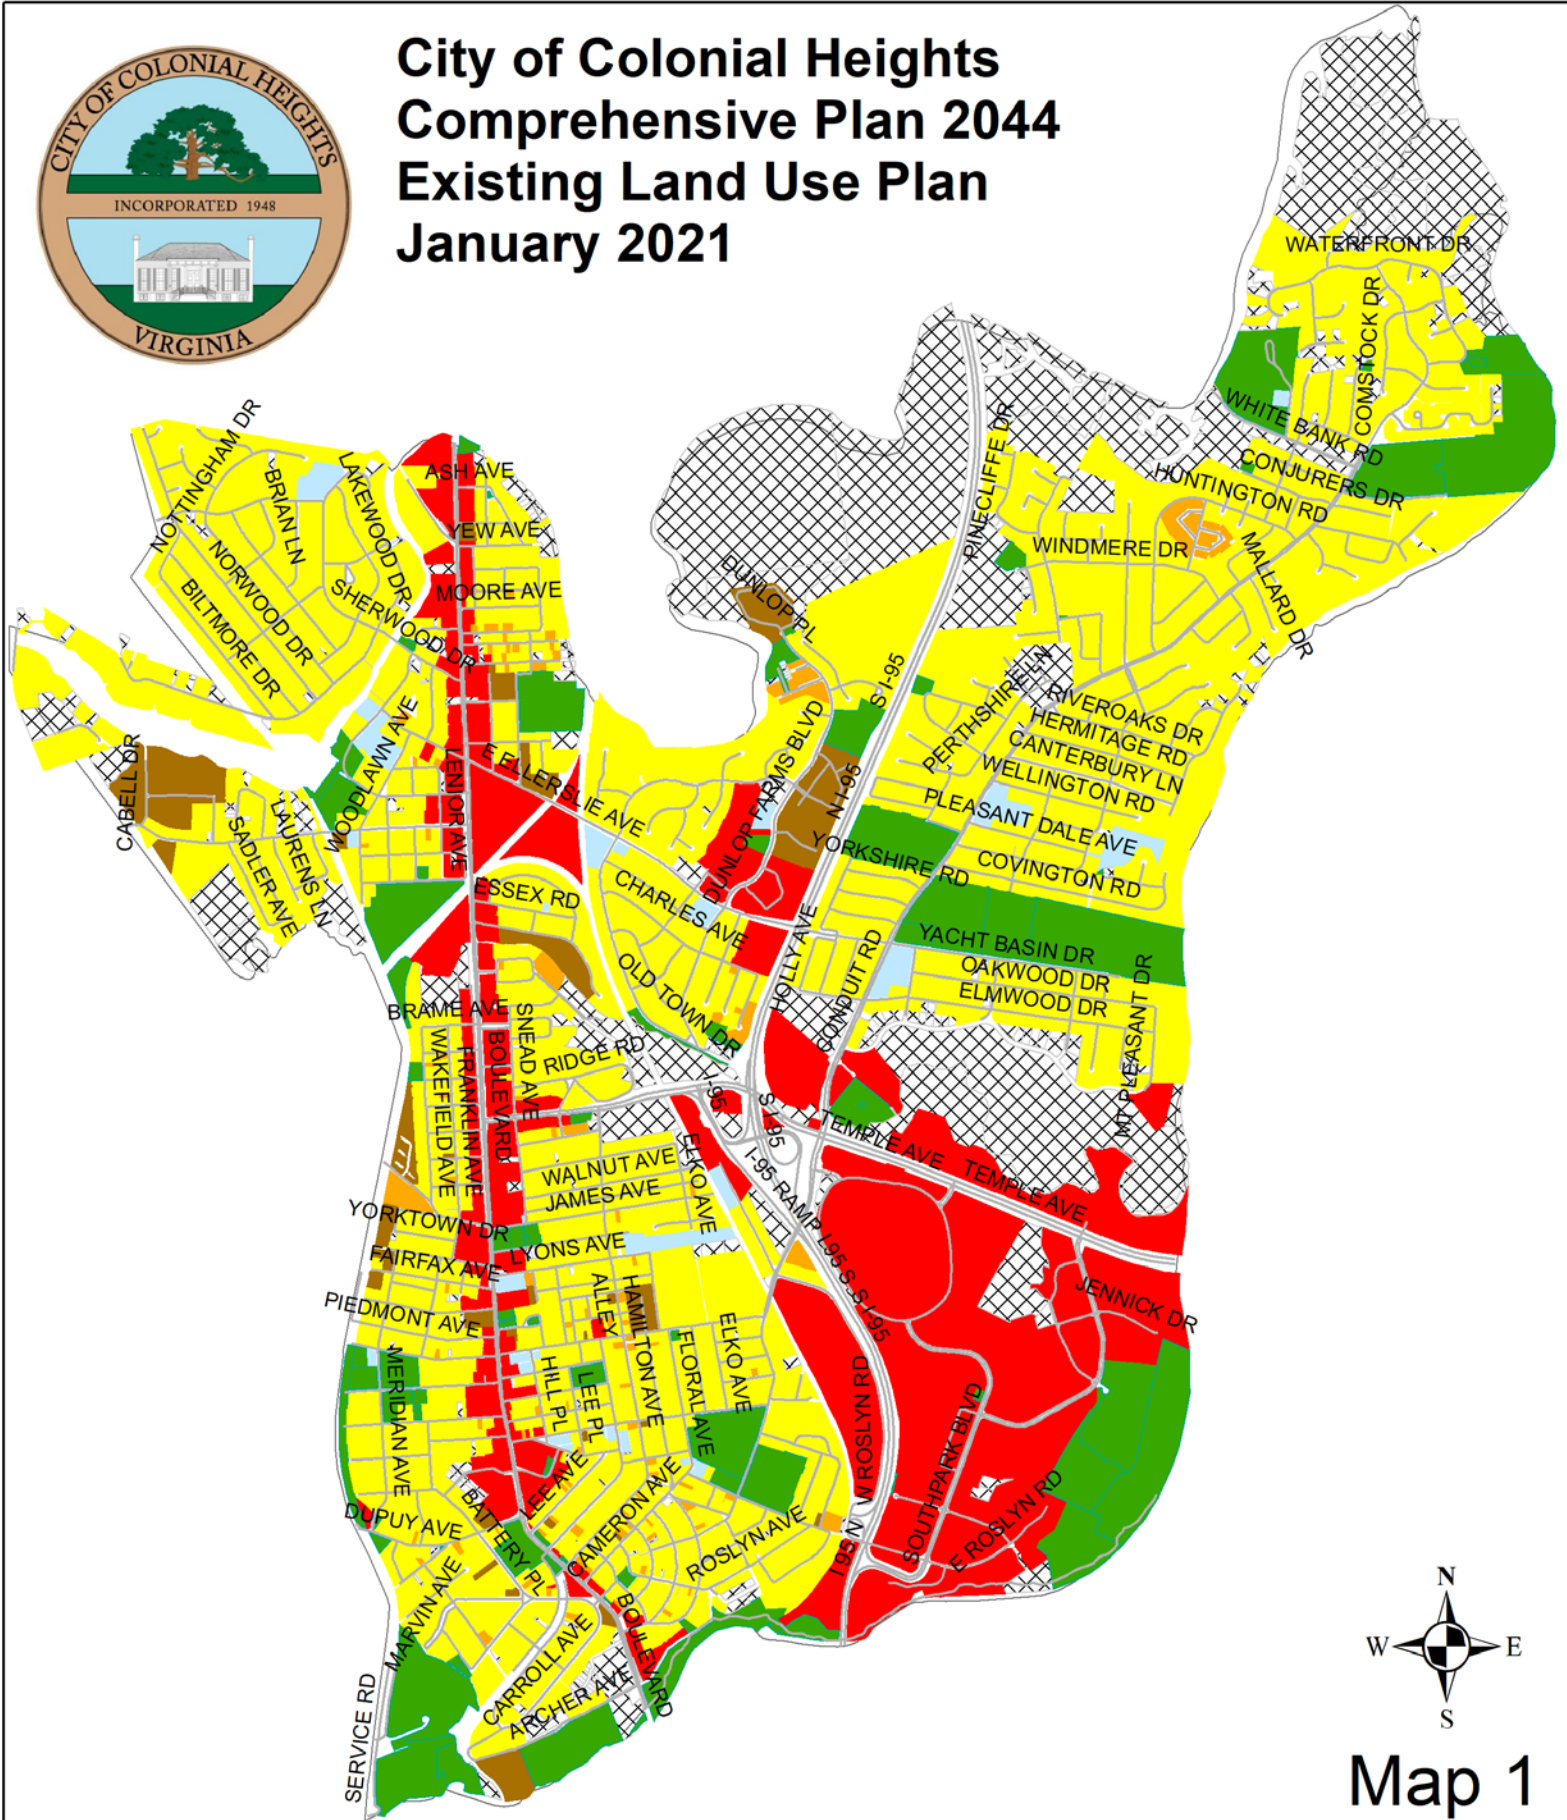 City of Colonial Heights
Comprehensive Plan 2044
Existing Land Use Plan
January 2021
CITY OF COLONIAL HEIGHTS
INCORPORATED 1948
VIRGINIA
WATERFRONT DR
COMSTOCK DR
WHITE BANK RD
CONJURERS DR
HUNTINGTON RD
WINDMERE DR
MALLARD DR
PINECLIFFE DR
NOTTINGHAM DR
BRIAN LN
LAKEWOOD DR
ASH AVE
YEW AVE
MOORE AVE
NORWOOD DR
BILTMORE DR
SHERWOOD DR
DUNLOP PL
S I-95
PERTHSHIRE LN
RIVEROAKS DR
HERMITAGE RD
CANTERBURY LN
WELLINGTON RD
PLEASANT DALE AVE
COVINGTON RD
YORKSHIRE RD
N I-95
DUNLOP FARMS BLVD
CABELL DR
WOODLAWN AVE
LAURENS LN
SADLER AVE
LENIOR AVE
E ELLERSLIE AVE
ESSEX RD
CHARLES AVE
HOLLY AVE
CONDUIT RD
YACHT BASIN DR
OAKWOOD DR
ELMWOOD DR
MT PLEASANT DR
OLD TOWN DR
BRAME AVE
SNEAD AVE
RIDGE RD
WAKEFIELD AVE
FRANKLIN AVE
BOULEVARD
I-95
S I-95
TEMPLE AVE
TEMPLE AVE
I-95 RAMP
I-95 S
S I-95
ELKO AVE
WALNUT AVE
JAMES AVE
YORKTOWN DR
LYONS AVE
FAIRFAX AVE
PIEDMONT AVE
ALLEY
HAMILTON AVE
ELKO AVE
FLORAL AVE
JENNICK DR
MERIDIAN AVE
HILL PL
LEE PL
W ROSLYN RD
SOUTHPARK BLVD
E ROSLYN RD
I 95 N
LEE AVE
CAMERON AVE
DUPUY AVE
BATTERY PL
ROSLYN AVE
MARVIN AVE
CARROLL AVE
BOULEVARD
ARCHER AVE
SERVICE RD
N
W
E
S
Map 1